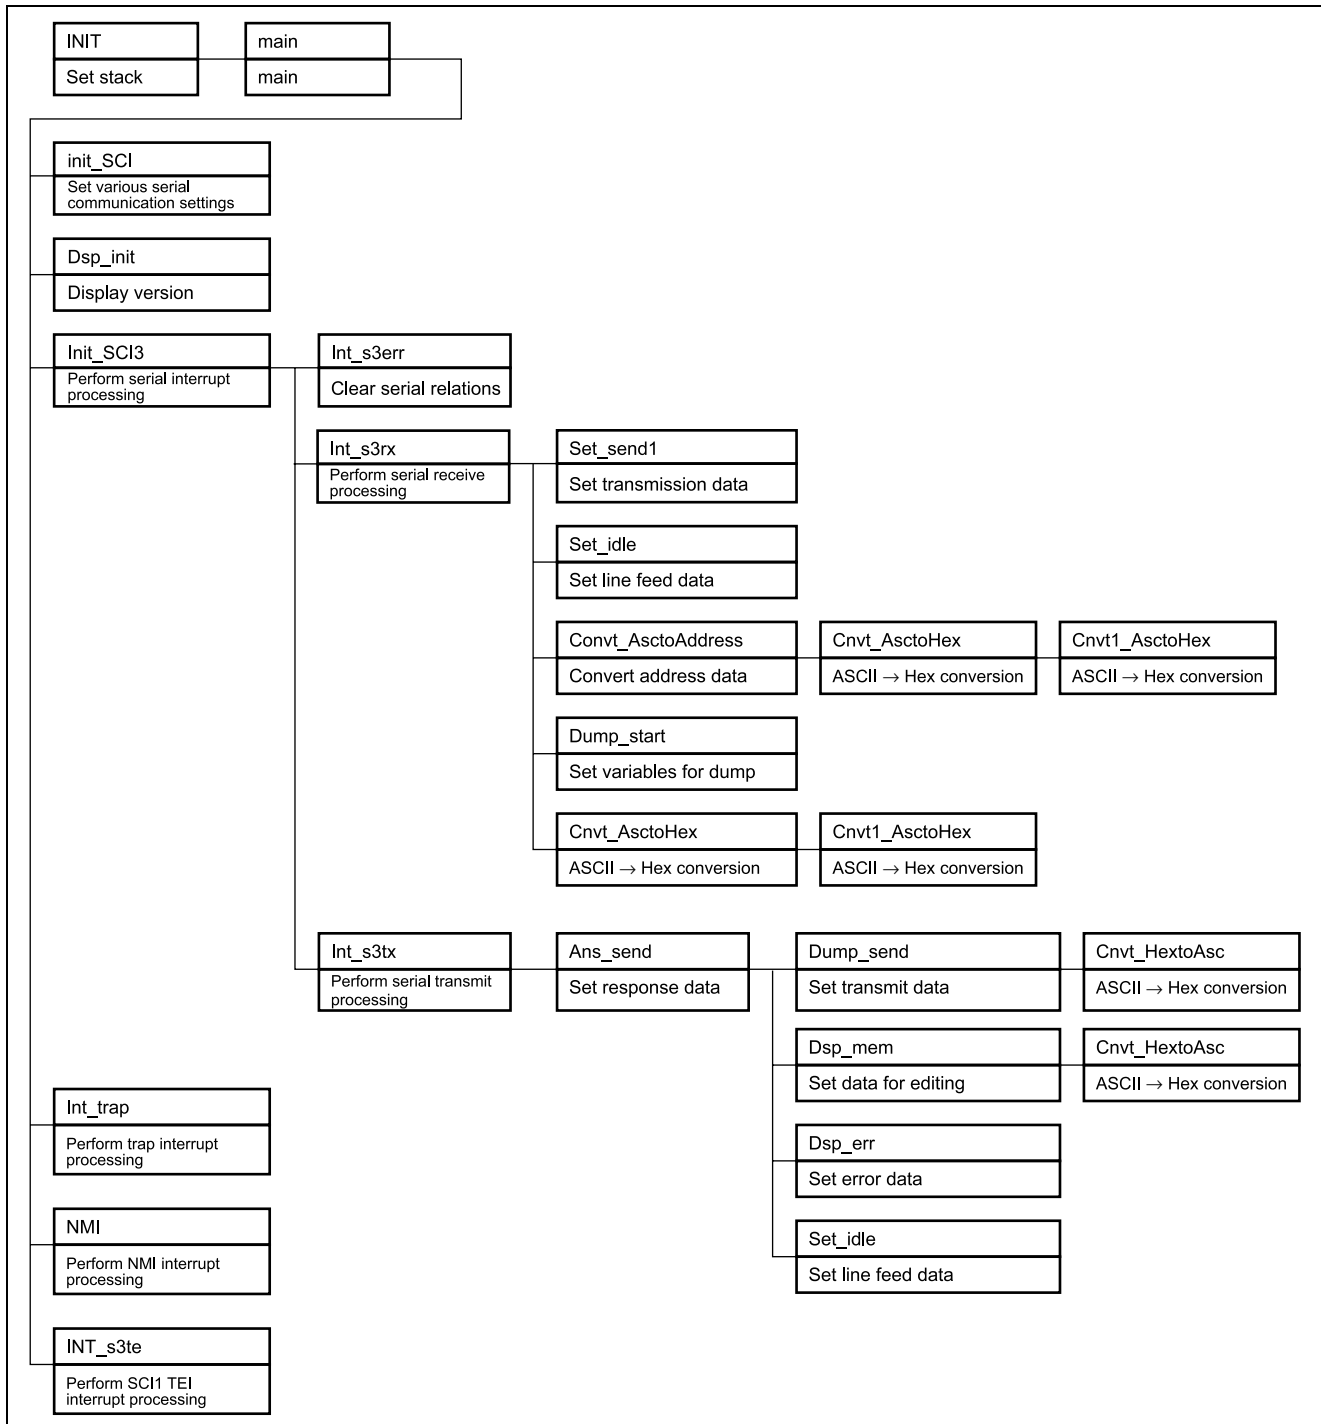 INIT
Set stack
main
main
init_SCI
Set various serial
communication settings
Dsp_init
Display version
Init_SCI3
Perform serial interrupt
processing
Int_s3err
Clear serial relations
Int_s3rx
Perform serial receive
processing
Set_send1
Set transmission data
Set_idle
Set line feed data
Convt_AsctoAddress
Convert address data
Cnvt_AsctoHex
ASCII → Hex conversion
Cnvt1_AsctoHex
ASCII → Hex conversion
Dump_start
Set variables for dump
Cnvt_AsctoHex
ASCII → Hex conversion
Cnvt1_AsctoHex
ASCII → Hex conversion
Int_s3tx
Perform serial transmit
processing
Ans_send
Set response data
Dump_send
Set transmit data
Cnvt_HextoAsc
ASCII → Hex conversion
Dsp_mem
Set data for editing
Cnvt_HextoAsc
ASCII → Hex conversion
Dsp_err
Set error data
Set_idle
Set line feed data
Int_trap
Perform trap interrupt
processing
NMI
Perform NMI interrupt
processing
INT_s3te
Perform SCI1 TEI
interrupt processing